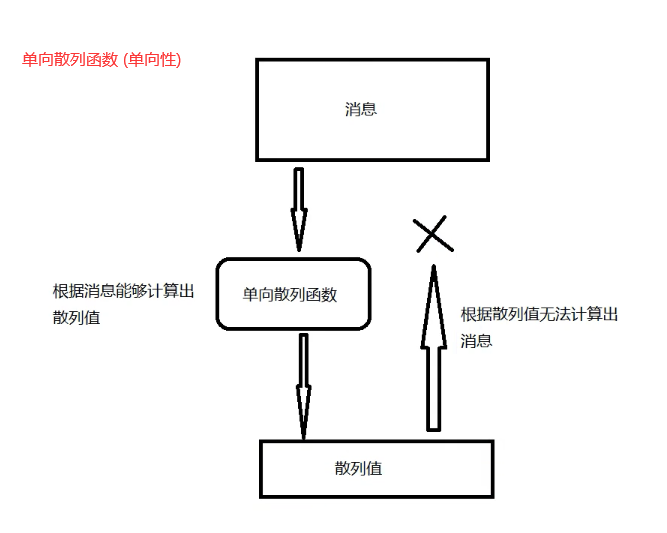 单向散列函数 (单向性)
消息
根据消息能够计算出
散列值
单向散列函数
根据散列值无法计算出
消息
散列值